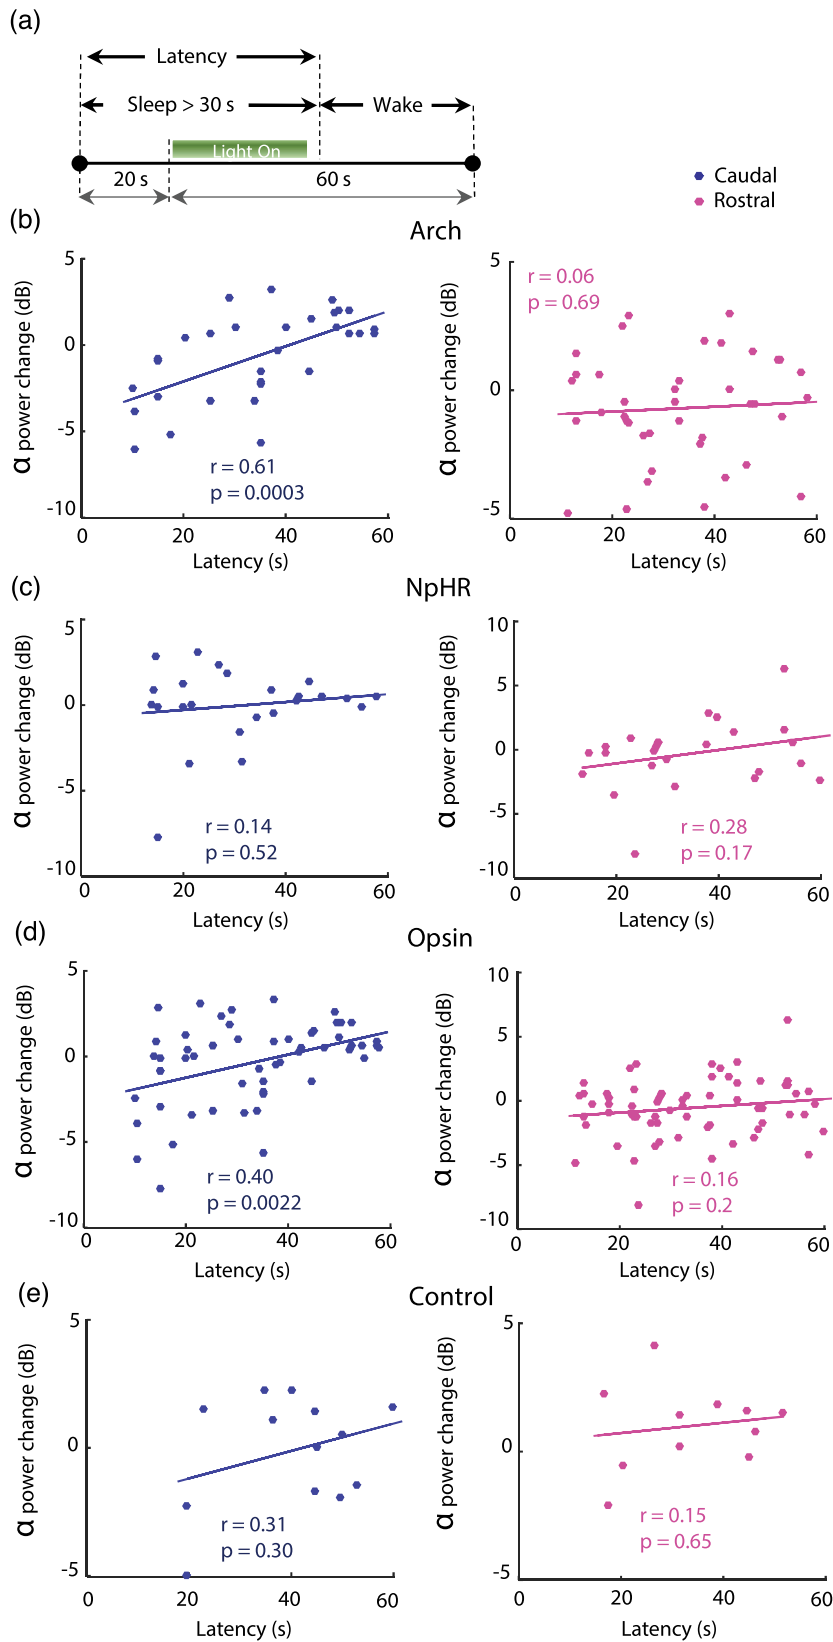 (a)
Latency
Sleep > 30 s
Wake
Light On
20 s
60 s
Caudal
Rostral
(b)
Arch
α power change (dB)
5
0
-5
-10
r = 0.61
p = 0.0003
0
20
40
60
Latency (s)
α power change (dB)
5
0
-5
r = 0.06
p = 0.69
0
20
40
60
Latency (s)
(c)
NpHR
α power change (dB)
5
0
-5
-10
r = 0.14
p = 0.52
0
20
40
60
Latency (s)
α power change (dB)
10
5
0
-5
-10
r = 0.28
p = 0.17
0
20
40
60
Latency (s)
(d)
Opsin
α power change (dB)
5
0
-5
-10
r = 0.40
p = 0.0022
0
20
40
60
Latency (s)
α power change (dB)
10
5
0
-5
-10
r = 0.16
p = 0.2
0
20
40
60
Latency (s)
(e)
Control
α power change (dB)
5
0
-5
r = 0.31
p = 0.30
0
20
40
60
Latency (s)
α power change (dB)
5
0
-5
r = 0.15
p = 0.65
0
20
40
60
Latency (s)